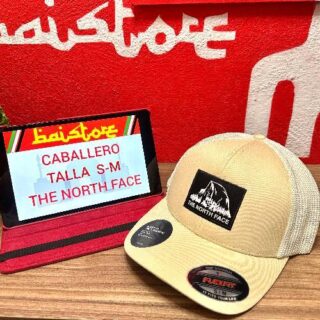 baistore
baistore
CABALLERO
TALLA S-M
THE NORTH FACE
THE NORTH FACE
FLEXFIT